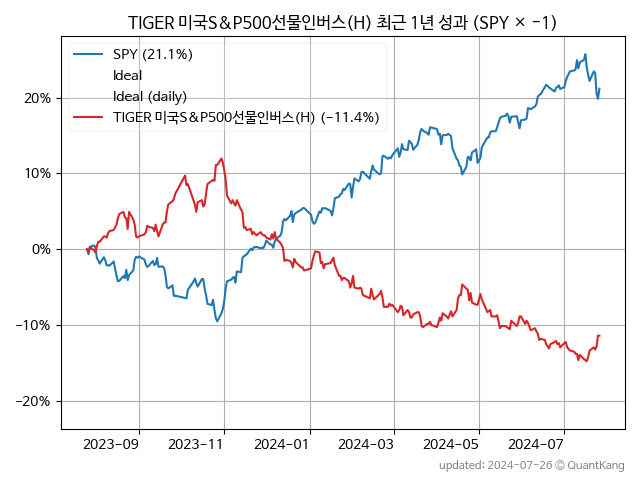 TIGER 미국S&P500선물인버스(H) 최근 1년 성과 (SPY × -1)
SPY (21.1%)
Ideal
Ideal (daily)
TIGER 미국S&P500선물인버스(H) (-11.4%)
20%
10%
0%
-10%
-20%
2023-09 2023-11 2024-01 2024-03 2024-05 2024-07
updated: 2024-07-26 © QuantKang